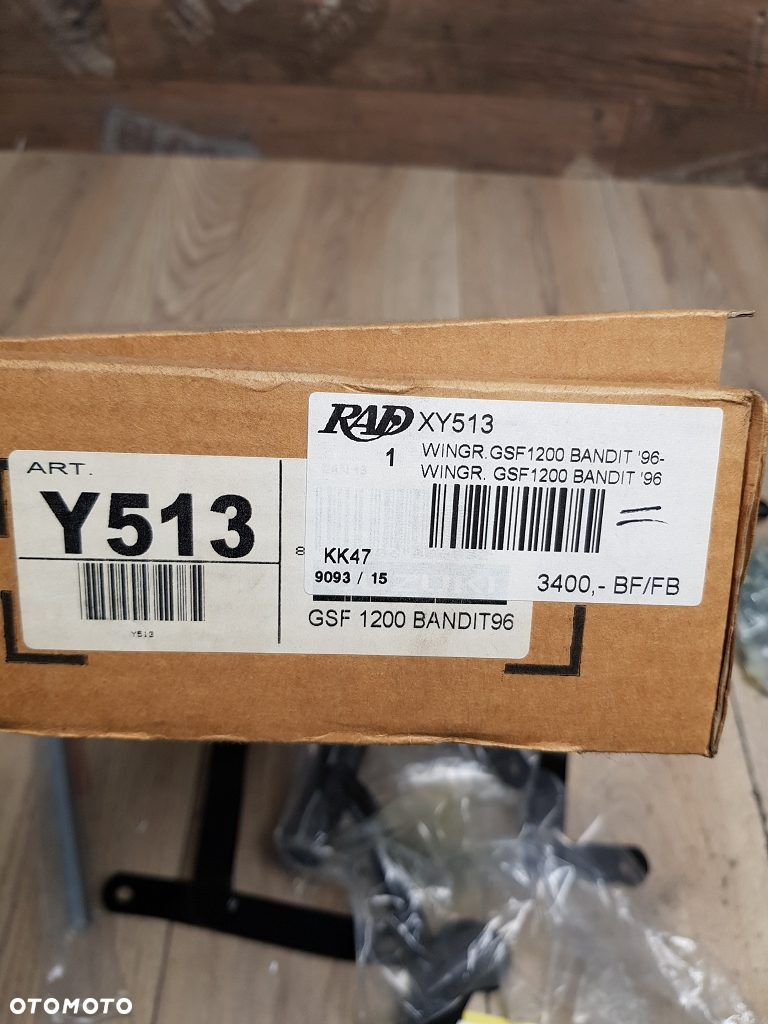 RAD XY513
1 WINGR.GSF1200 BANDIT '96-
WINGR. GSF1200 BANDIT '96
KK47
9093 / 15
3400,- BF/FB
ART.
Y513
Y513
8
GSF 1200 BANDIT96
OTOMOTO